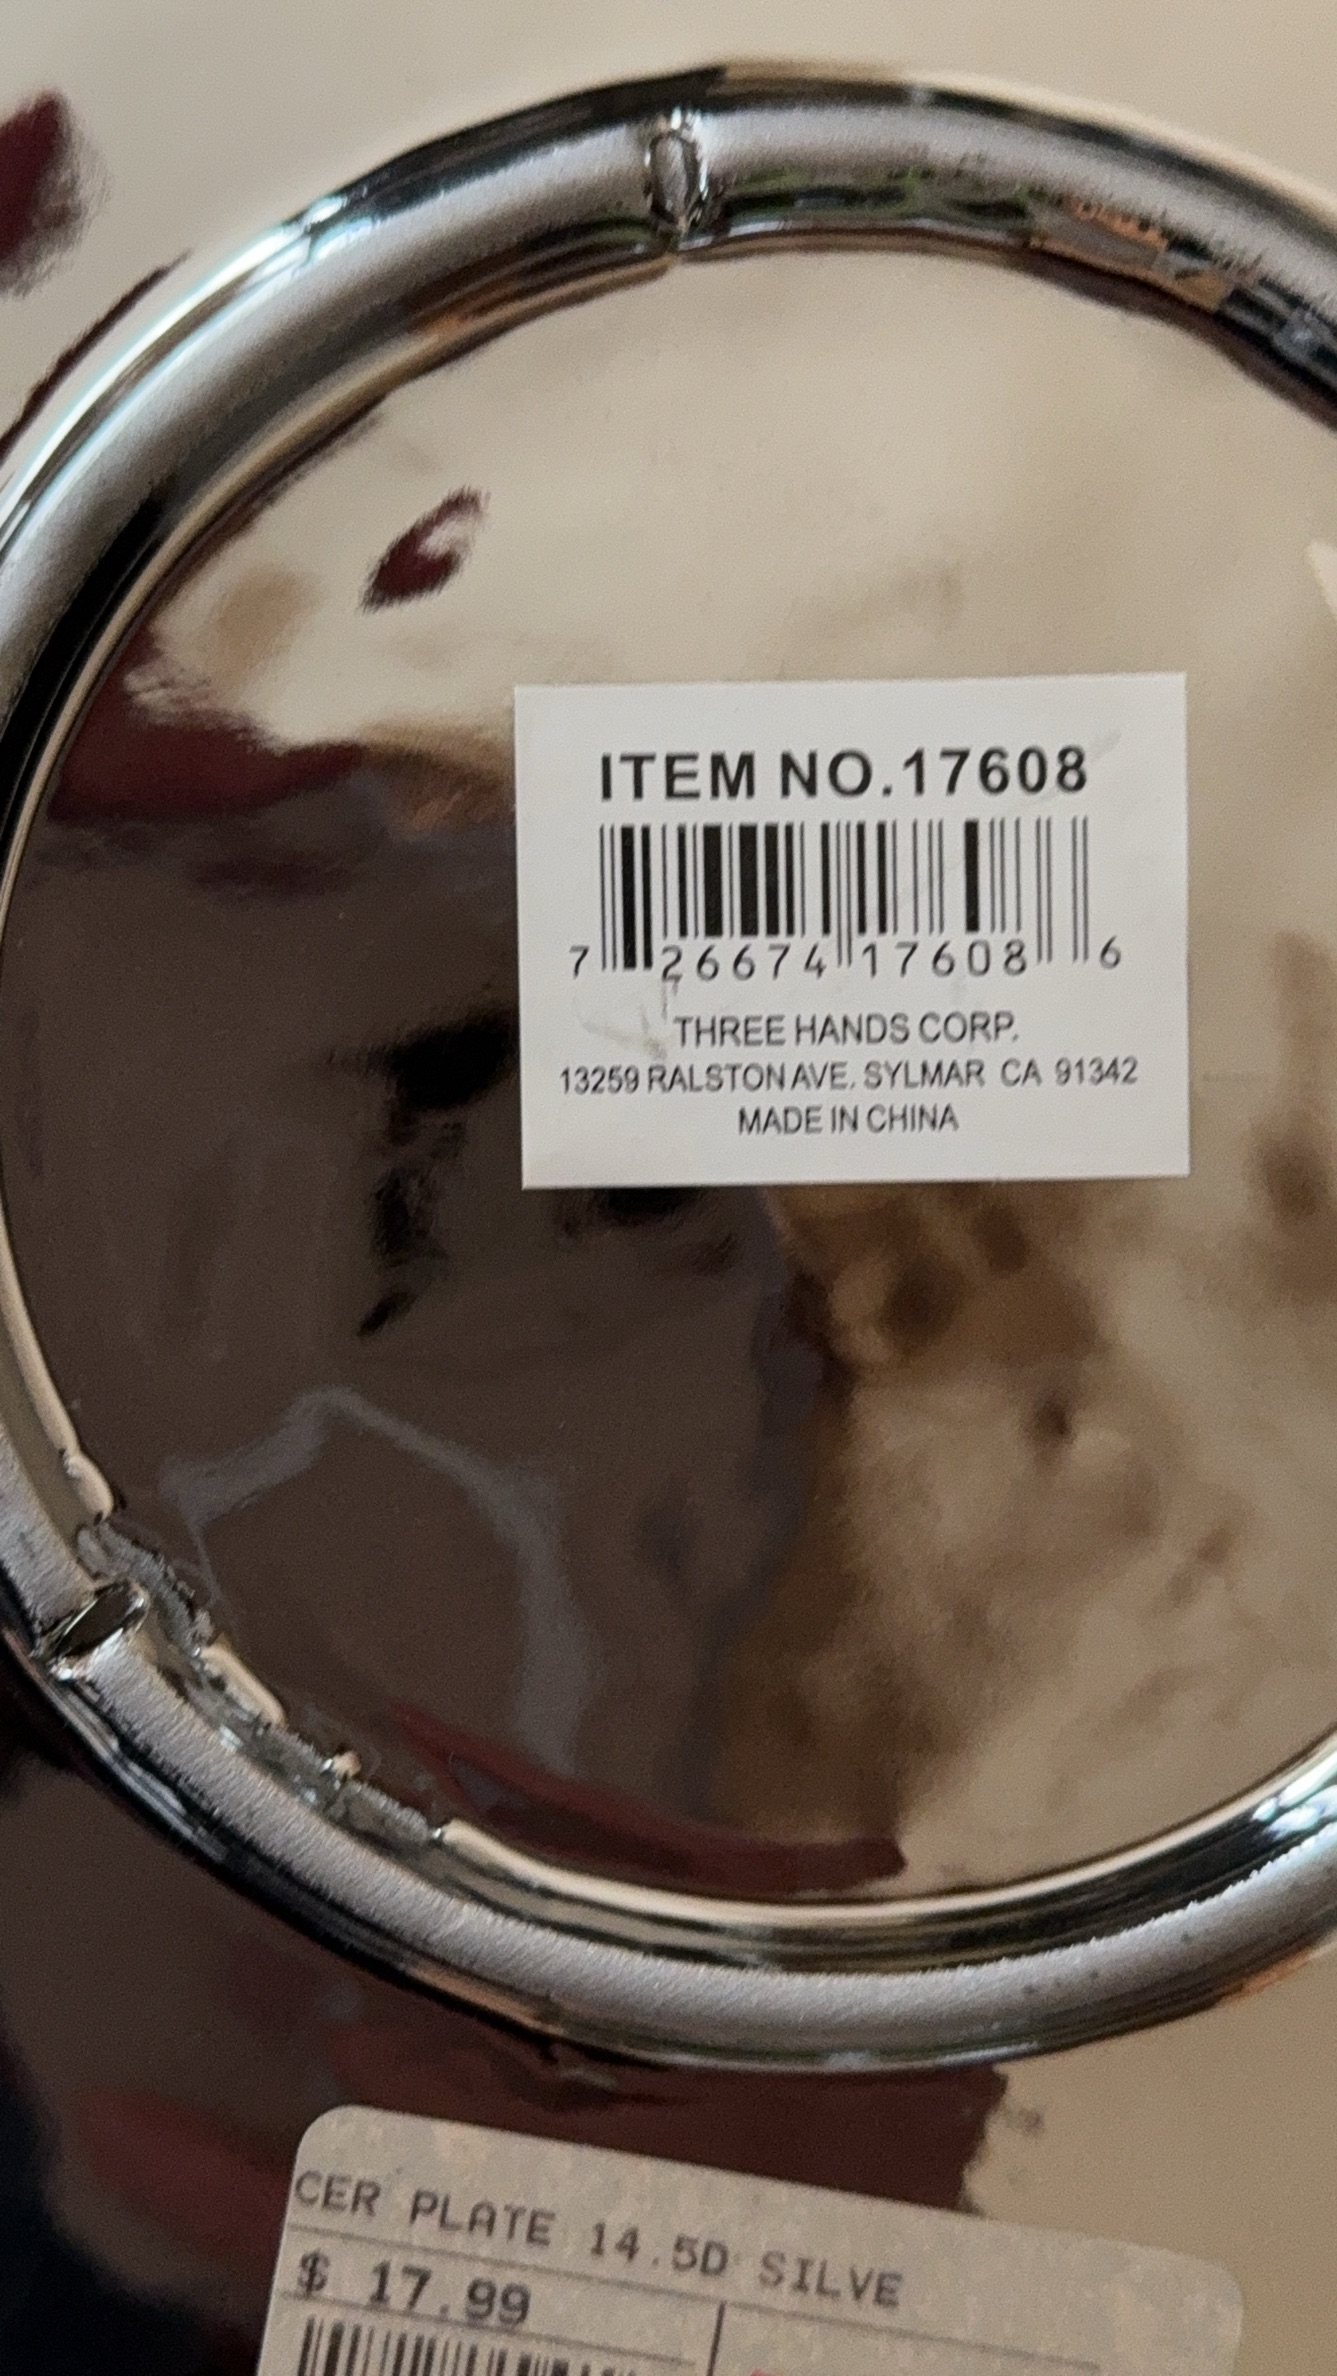 ITEM NO.17608
7 26674 17608 6
THREE HANDS CORP.
13259 RALSTON AVE. SYLMAR CA 91342
MADE IN CHINA
CER PLATE 14.5D SILVE
$ 17.99